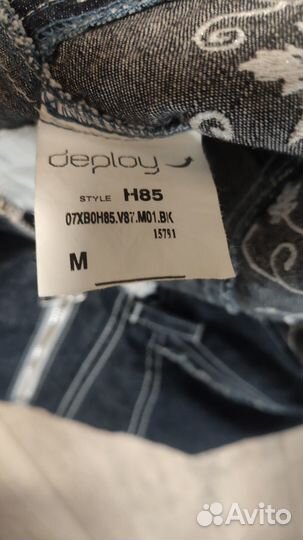 deploy
STYLE H85
07XB0H85.V87.M01.BK
15791
M
Avito